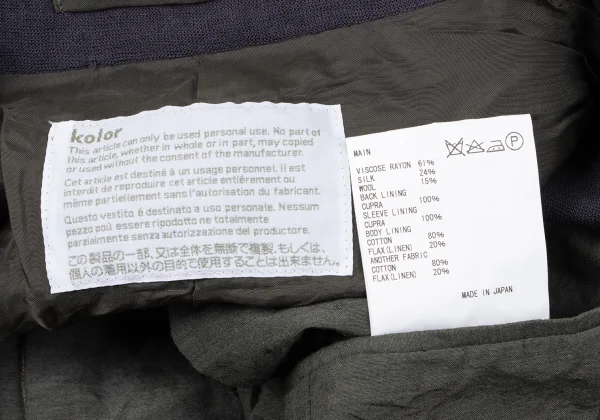 kolor
This article can only be used personal use. No part of
this article, whether in whole or in part, may copied
or used without the consent of the manufacturer.
Cet article est destiné à un usage personnel. Il est
interdit de reproduire cet article entiérement ou
même partiellement sans l'autorisation du fabricant.
Questo vestito é destinato a uso personale. Nessum
pezzo può essere ripodotto ne totalmente
parzialmente senza autorizzazione del produttore.
この製品の一部、又は全体を無断で複製、もしくは、
個人の着用以外の目的で使用することは出来ません。
MAIN
VISCOSE RAYON 61%
SILK 24%
WOOL 15%
BACK LINING
CUPRA 100%
SLEEVE LINING
CUPRA 100%
BODY LINING
COTTON 80%
FLAX(LINEN) 20%
ANOTHER FABRIC
COTTON 80%
FLAX(LINEN) 20%
MADE IN JAPAN
P